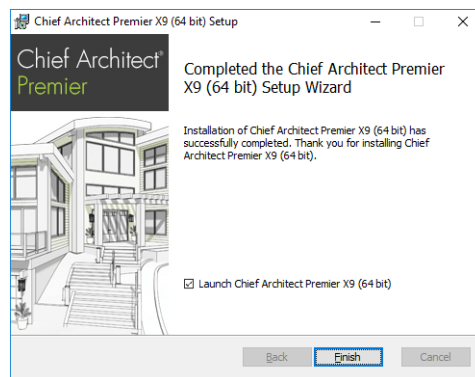 Chief Architect Premier X9 (64 bit) Setup
Chief Architect®
Premier
Completed the Chief Architect Premier
X9 (64 bit) Setup Wizard
Installation of Chief Architect Premier X9 (64 bit) has
successfully completed. Thank you for installing Chief
Architect Premier X9 (64 bit).
Launch Chief Architect Premier X9 (64 bit)
Back
Finish
Cancel